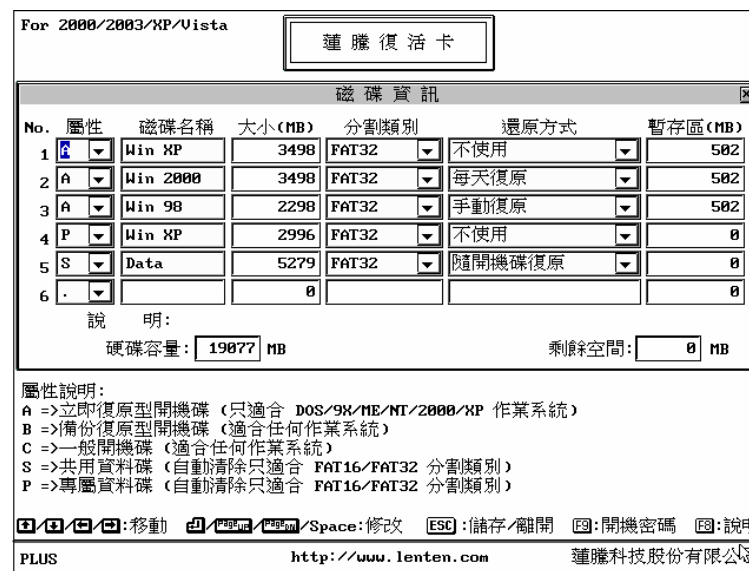 For 2000/2003/XP/Vista
蓮騰復活卡
磁碟資訊
No. 屬性 磁碟名稱 大小(MB) 分割類別 還原方式 暫存區(MB)
1 A Win XP 3498 FAT32 不使用 502
2 A Win 2000 3498 FAT32 每天復原 502
3 A Win 98 2298 FAT32 手動復原 502
4 P Win XP 2996 FAT32 不使用 0
5 S Data 5279 FAT32 隨開機碟復原 0
6 . 0 0
說 明:
硬碟容量: 19077 MB 剩餘空間: 0 MB
屬性說明:
A =>立即復原型開機碟 (只適合 DOS/9X/ME/NT/2000/XP 作業系統)
B =>備份復原型開機碟 (適合任何作業系統)
C =>一般開機碟 (適合任何作業系統)
S =>共用資料碟 (自動清除只適合 FAT16/FAT32 分割類別)
P =>專屬資料碟 (自動清除只適合 FAT16/FAT32 分割類別)
↑/↓/←/→:移動 ↵/PageUP/PageDN/Space:修改 ESC:儲存/離開 F9:開機密碼 F8:說明
PLUS http://www.lenten.com 蓮騰科技股份有限公